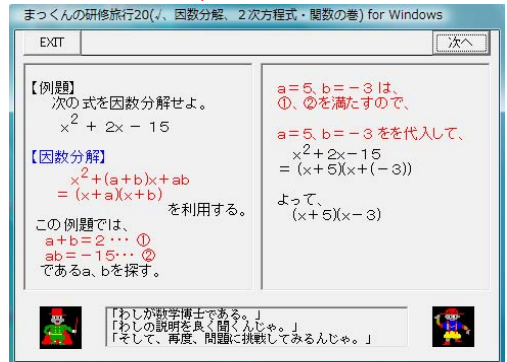 まっくんの研修旅行20(√、因数分解、２次方程式・関数の巻) for Windows
EXIT
次へ
【例題】
次の式を因数分解せよ。
x² + 2x − 15
【因数分解】
x²+(a+b)x+ab
= (x+a)(x+b)
を利用する。
この例題では、
a+b=2… ①
ab=−15… ②
であるa、bを探す。
a=5、b=−3は、
①、②を満たすので、
a=5、b=−3をを代入して、
x²+2x−15
= (x+5)(x+(−3))
よって、
(x+5)(x−3)
「わしが数学博士である。」
「わしの説明を良く聞くんじゃ。」
「そして、再度、問題に挑戦してみるんじゃ。」